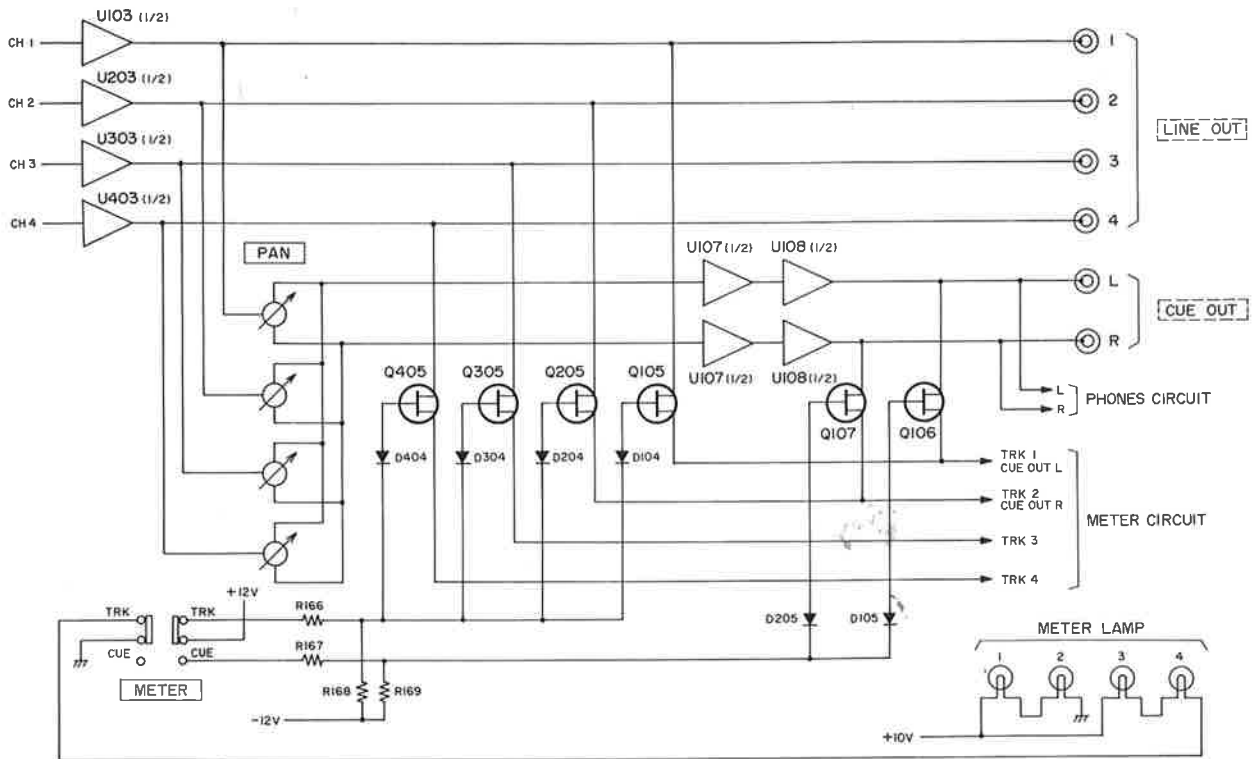 U103 (1/2)
CH 1
1
U203 (1/2)
CH 2
2
LINE OUT
U303 (1/2)
CH 3
3
U403 (1/2)
CH 4
4
PAN
U107 (1/2)
U108 (1/2)
L
CUE OUT
R
U107 (1/2)
U108 (1/2)
Q405
Q305
Q205
Q105
L
R
PHONES CIRCUIT
Q107
Q106
D404
D304
D204
D104
TRK 1
CUE OUT L
TRK 2
CUE OUT R
METER CIRCUIT
TRK 3
TRK 4
+12V
TRK
TRK
R166
D205
D105
METER LAMP
CUE
CUE
R167
1
2
3
4
METER
R168
R169
-12V
+10V